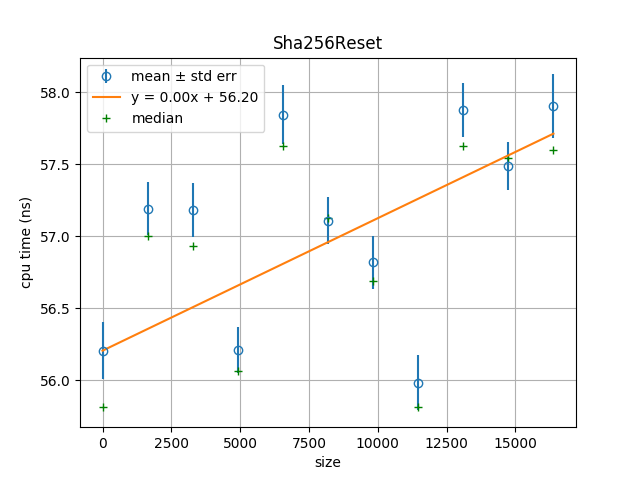 Sha256Reset
mean ± std err
y = 0.00x + 56.20
median
58.0
57.5
57.0
56.5
56.0
cpu time (ns)
0
2500
5000
7500
10000
12500
15000
size